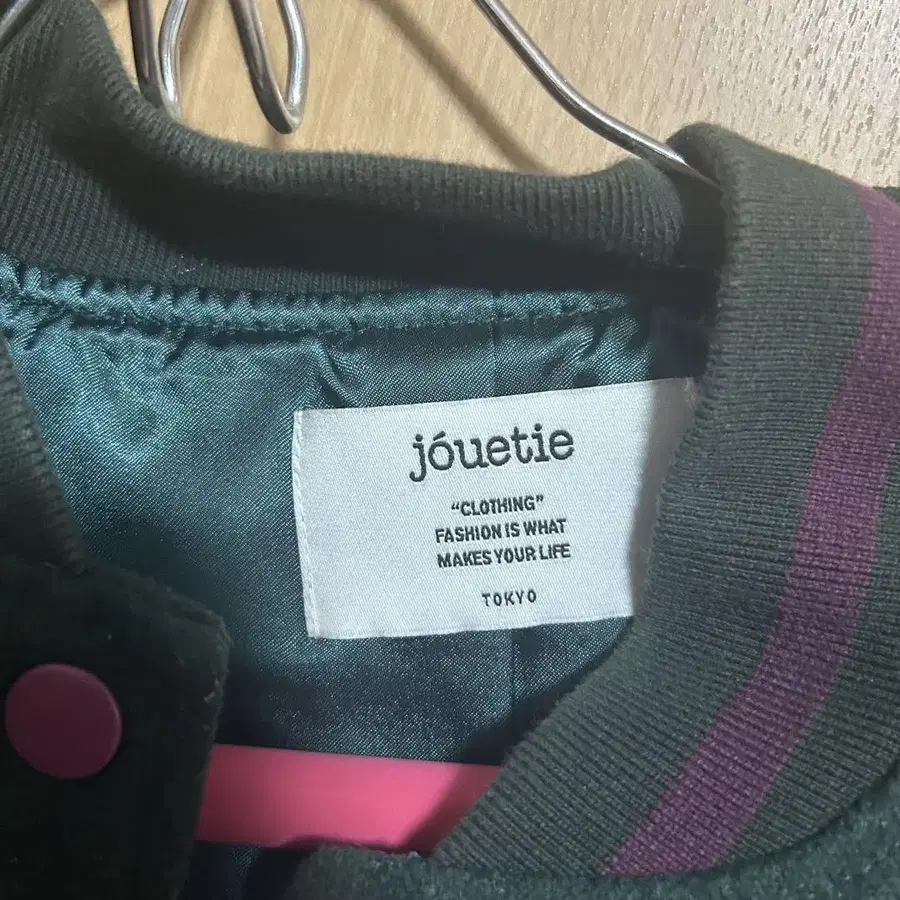 jóuetie
“CLOTHING”
FASHION IS WHAT
MAKES YOUR LIFE
TOKYO